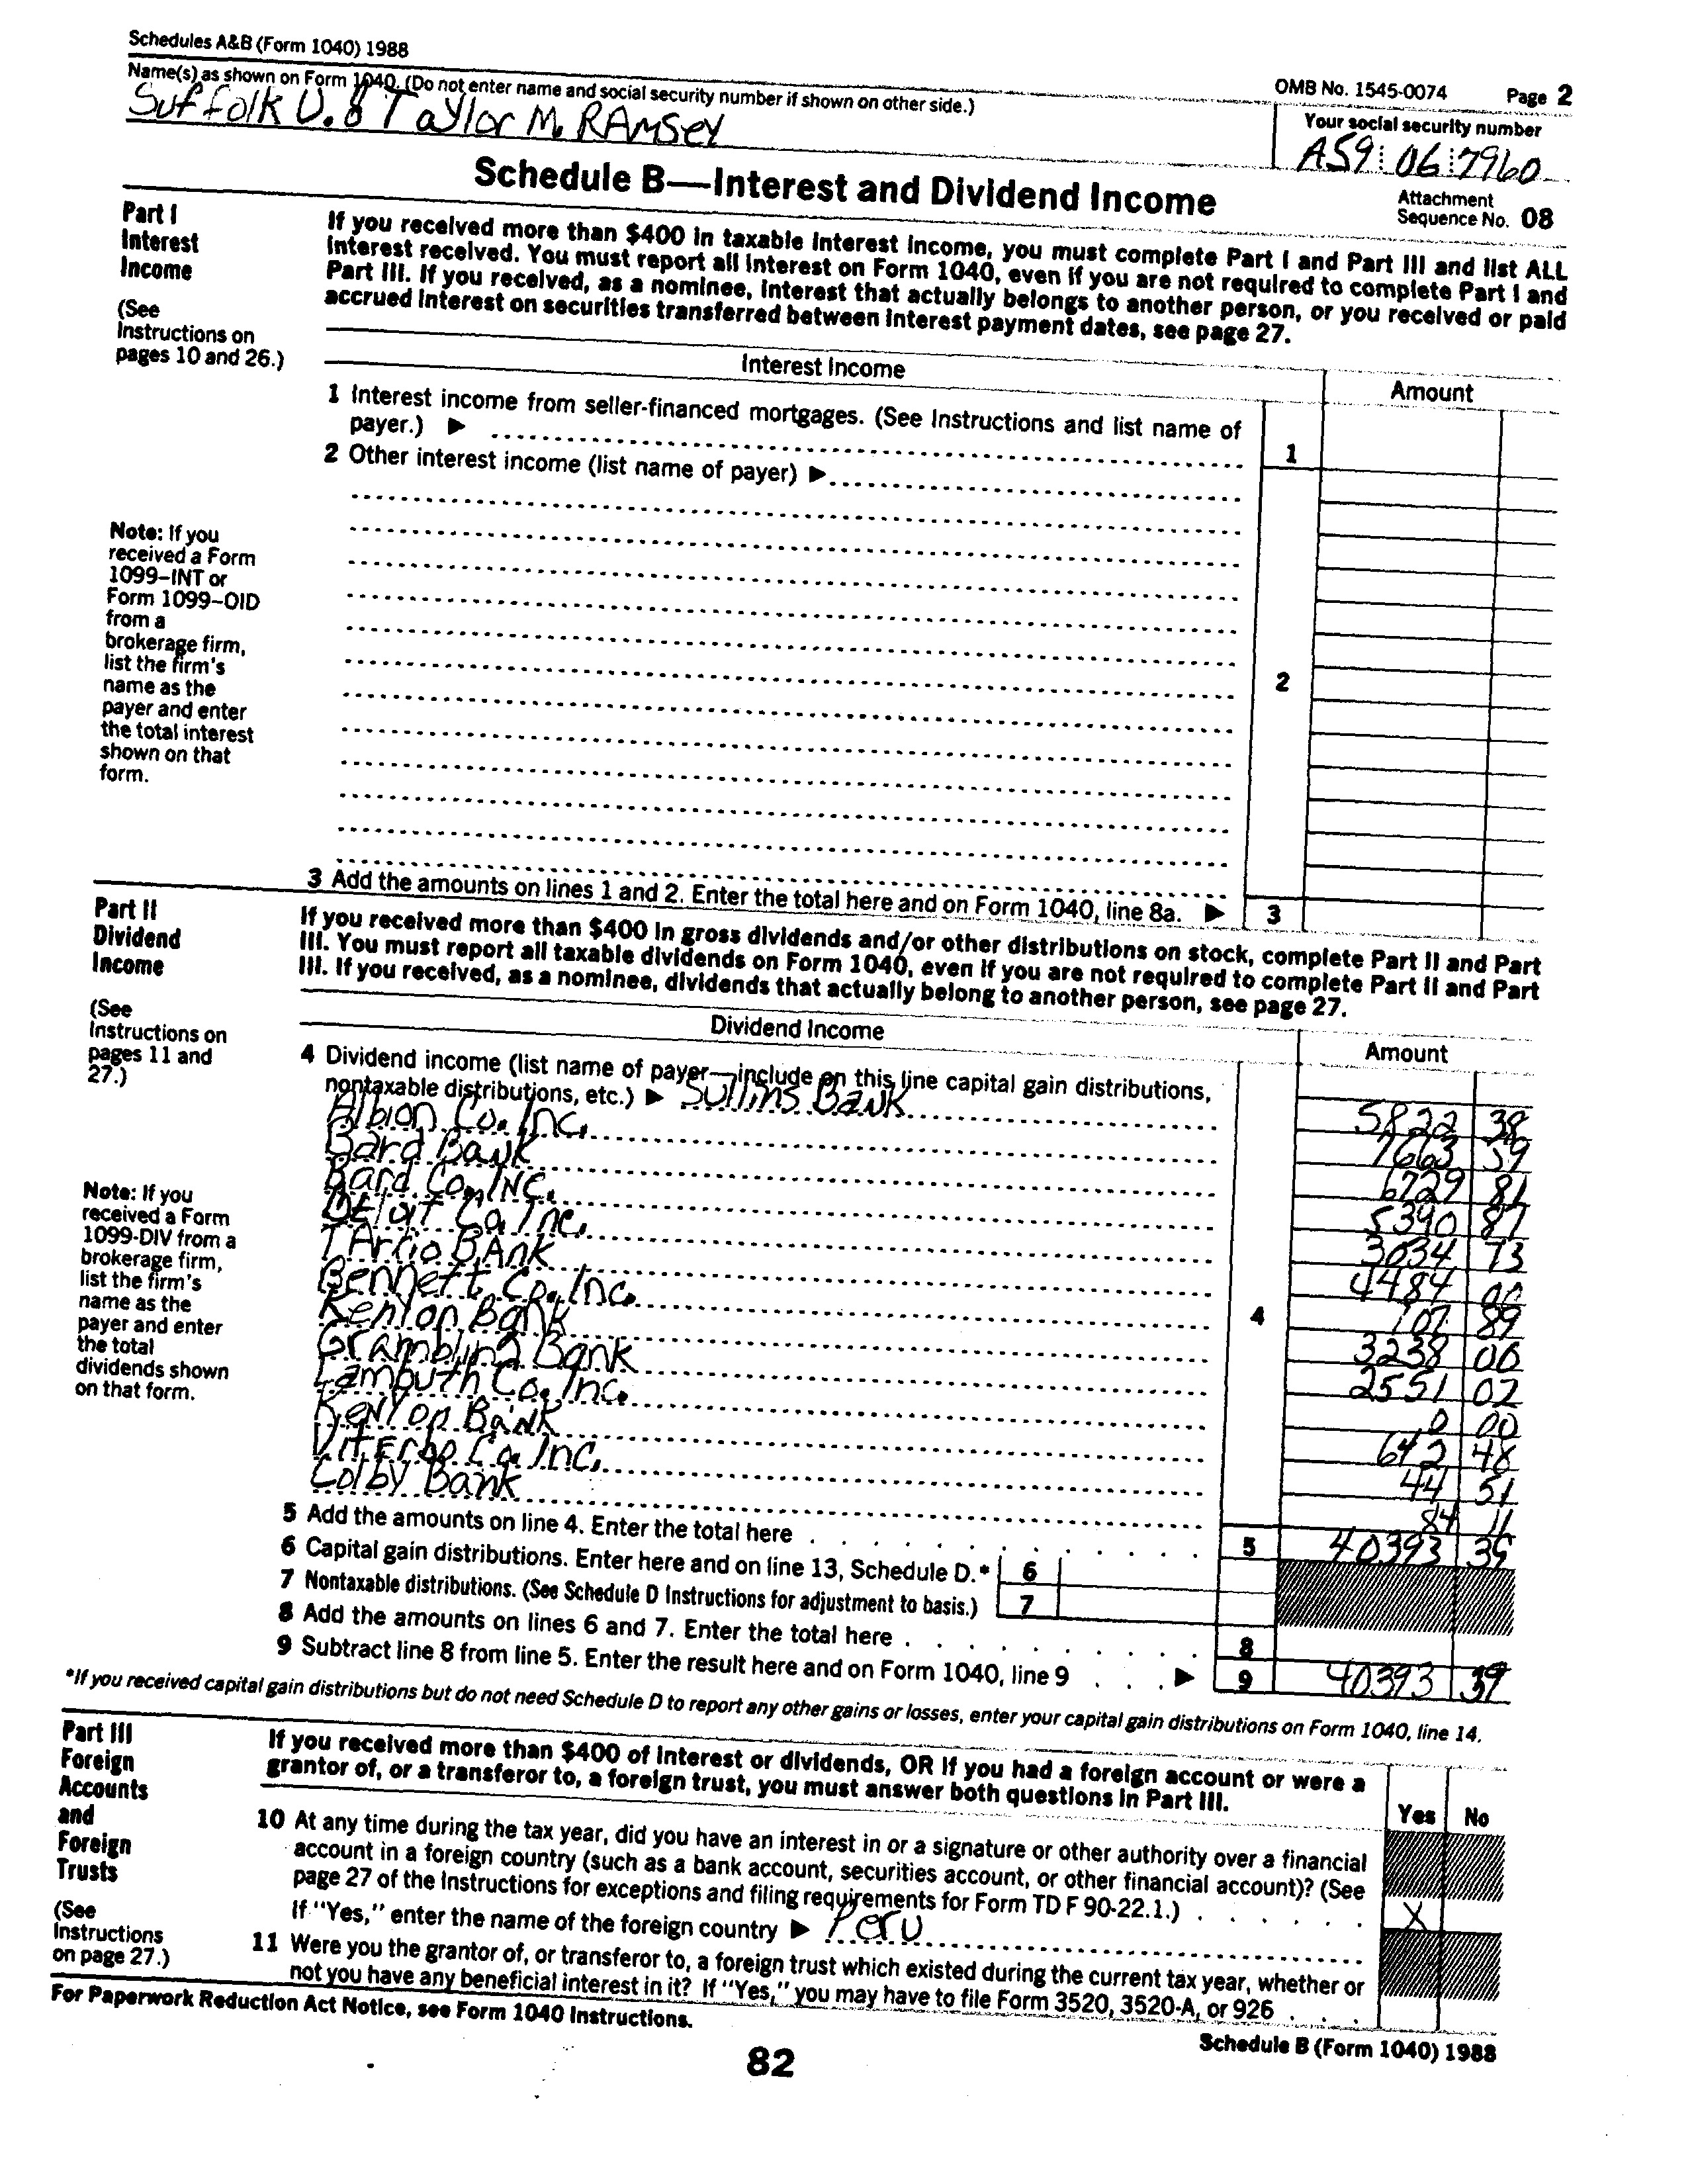 Schedules A&B (Form 1040) 1988
OMB No. 1545-0074 Page 2
Name(s) as shown on Form 1040. (Do not enter name and social security number if shown on other side.)
Your social security number
Suffolk U. & Taylor M. RAMSEY
A59 06 7960
Schedule B—Interest and Dividend Income
Attachment
Sequence No. 08
Part I
Interest
Income
(See
Instructions on
pages 10 and 26.)
If you received more than $400 in taxable interest income, you must complete Part I and Part III and list ALL
interest received. You must report all interest on Form 1040, even if you are not required to complete Part I and
Part III. If you received, as a nominee, interest that actually belongs to another person, or you received or paid
accrued interest on securities transferred between interest payment dates, see page 27.
Interest Income
Amount
1 Interest income from seller-financed mortgages. (See Instructions and list name of
payer.) ▶
1
2 Other interest income (list name of payer) ▶
Note: If you
received a Form
1099–INT or
Form 1099–OID
from a
brokerage firm,
list the firm's
name as the
payer and enter
the total interest
shown on that
form.
2
3 Add the amounts on lines 1 and 2. Enter the total here and on Form 1040, line 8a. ▶ 3
Part II
Dividend
Income
(See
Instructions on
pages 11 and
27.)
If you received more than $400 in gross dividends and/or other distributions on stock, complete Part II and Part
III. You must report all taxable dividends on Form 1040, even if you are not required to complete Part II and Part
III. If you received, as a nominee, dividends that actually belong to another person, see page 27.
Dividend Income
Amount
4 Dividend income (list name of payer—include on this line capital gain distributions,
nontaxable distributions, etc.) ▶ Sullins Bank 5822 38
Albion Co. Inc. 7663 59
Bard Bank 6729 81
Bard Co. INC. 5390 87
BEloit Co. Inc. 3634 73
TArkio BAnk 4484 00
Bennett Co. Inc. 107 89
Kenyon Bank 3238 00
Grambling Bank 2551 02
Lambuth Co. Inc. 0 00
Kenyon Bank 642 48
ViterBo Co. Inc. 44 51
Colby Bank 84 11
Note: If you
received a Form
1099-DIV from a
brokerage firm,
list the firm's
name as the
payer and enter
the total
dividends shown
on that form.
4
5 Add the amounts on line 4. Enter the total here 5 40393 39
6 Capital gain distributions. Enter here and on line 13, Schedule D.* 6
7 Nontaxable distributions. (See Schedule D Instructions for adjustment to basis.) 7
8 Add the amounts on lines 6 and 7. Enter the total here 8
9 Subtract line 8 from line 5. Enter the result here and on Form 1040, line 9 ▶ 9 40393 39
*If you received capital gain distributions but do not need Schedule D to report any other gains or losses, enter your capital gain distributions on Form 1040, line 14.
Part III
Foreign
Accounts
and
Foreign
Trusts
(See
Instructions
on page 27.)
If you received more than $400 of interest or dividends, OR if you had a foreign account or were a
grantor of, or a transferor to, a foreign trust, you must answer both questions in Part III.
Yes No
10 At any time during the tax year, did you have an interest in or a signature or other authority over a financial
account in a foreign country (such as a bank account, securities account, or other financial account)? (See
page 27 of the Instructions for exceptions and filing requirements for Form TD F 90-22.1.) X
If "Yes," enter the name of the foreign country ▶ Peru
11 Were you the grantor of, or transferor to, a foreign trust which existed during the current tax year, whether or
not you have any beneficial interest in it? If "Yes," you may have to file Form 3520, 3520-A, or 926
For Paperwork Reduction Act Notice, see Form 1040 Instructions.
Schedule B (Form 1040) 1988
82